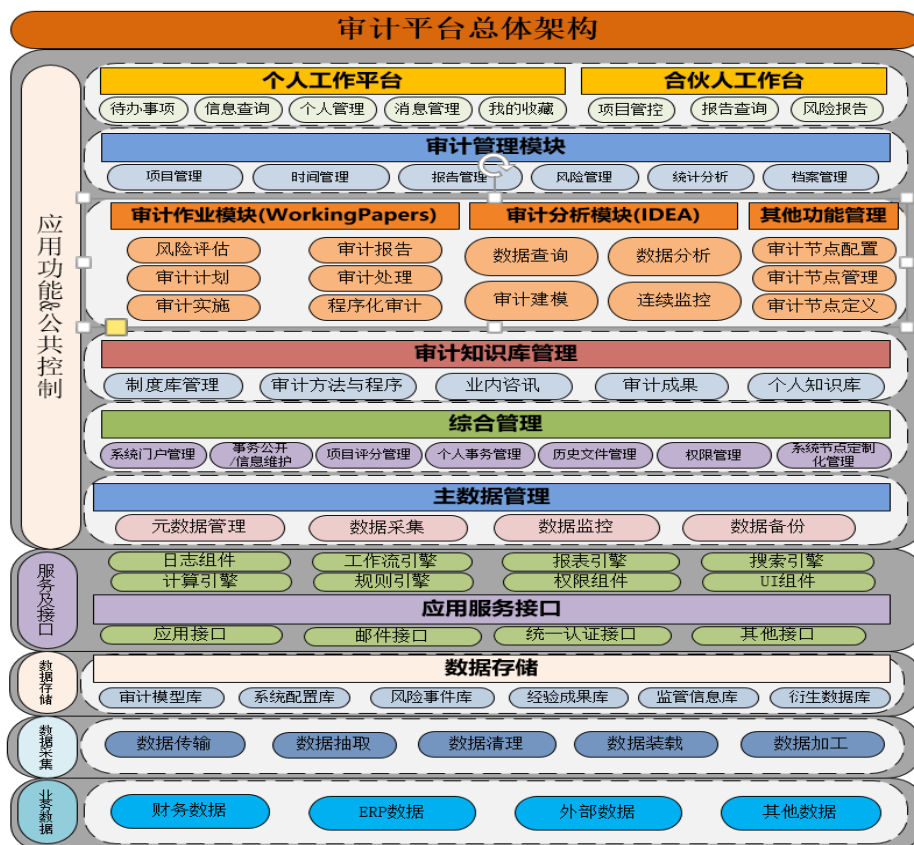 审计平台总体架构
应用功能&公共控制
个人工作平台
合伙人工作台
待办事项 信息查询 个人管理 消息管理 我的收藏 项目管控 报告查询 风险报告
审计管理模块
项目管理 时间管理 报告管理 风险管理 统计分析 档案管理
审计作业模块(WorkingPapers)
风险评估 审计报告
审计计划 审计处理
审计实施 程序化审计
审计分析模块(IDEA)
数据查询 数据分析
审计建模 连续监控
其他功能管理
审计节点配置
审计节点管理
审计节点定义
审计知识库管理
制度库管理 审计方法与程序 业内咨讯 审计成果 个人知识库
综合管理
系统门户管理 事务公开/信息维护 项目评分管理 个人事务管理 历史文件管理 权限管理 系统节点定制化管理
主数据管理
元数据管理 数据采集 数据监控 数据备份
服务及接口
日志组件 工作流引擎 报表引擎 搜索引擎
计算引擎 规则引擎 权限组件 UI组件
应用服务接口
应用接口 邮件接口 统一认证接口 其他接口
数据存储
数据存储
审计模型库 系统配置库 风险事件库 经验成果库 监管信息库 衍生数据库
数据采集
数据传输 数据抽取 数据清理 数据装载 数据加工
业务数据
财务数据 ERP数据 外部数据 其他数据